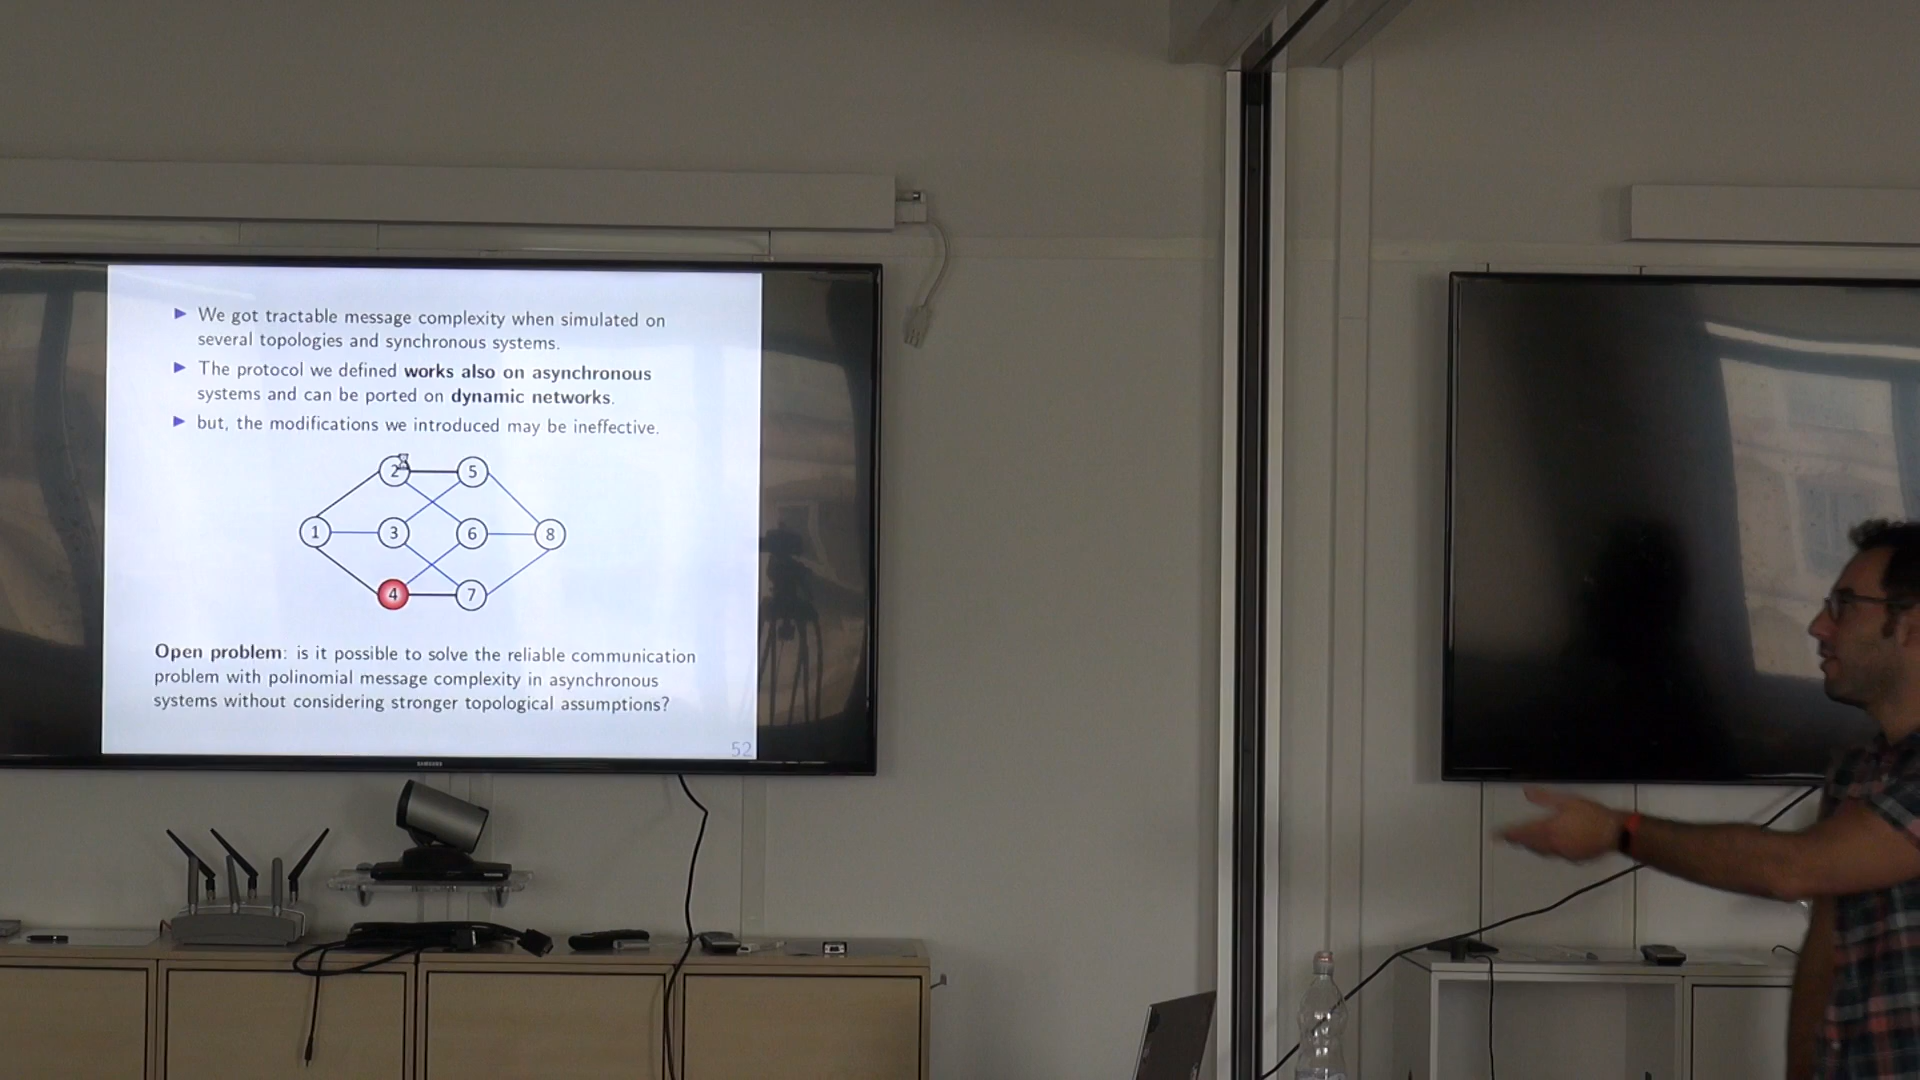 We got tractable message complexity when simulated on
several topologies and synchronous systems.
The protocol we defined works also on asynchronous
systems and can be ported on dynamic networks.
but, the modifications we introduced may be ineffective.
2 5
1 3 6 8
4 7
Open problem: is it possible to solve the reliable communication
problem with polinomial message complexity in asynchronous
systems without considering stronger topological assumptions?
52
SAMSUNG